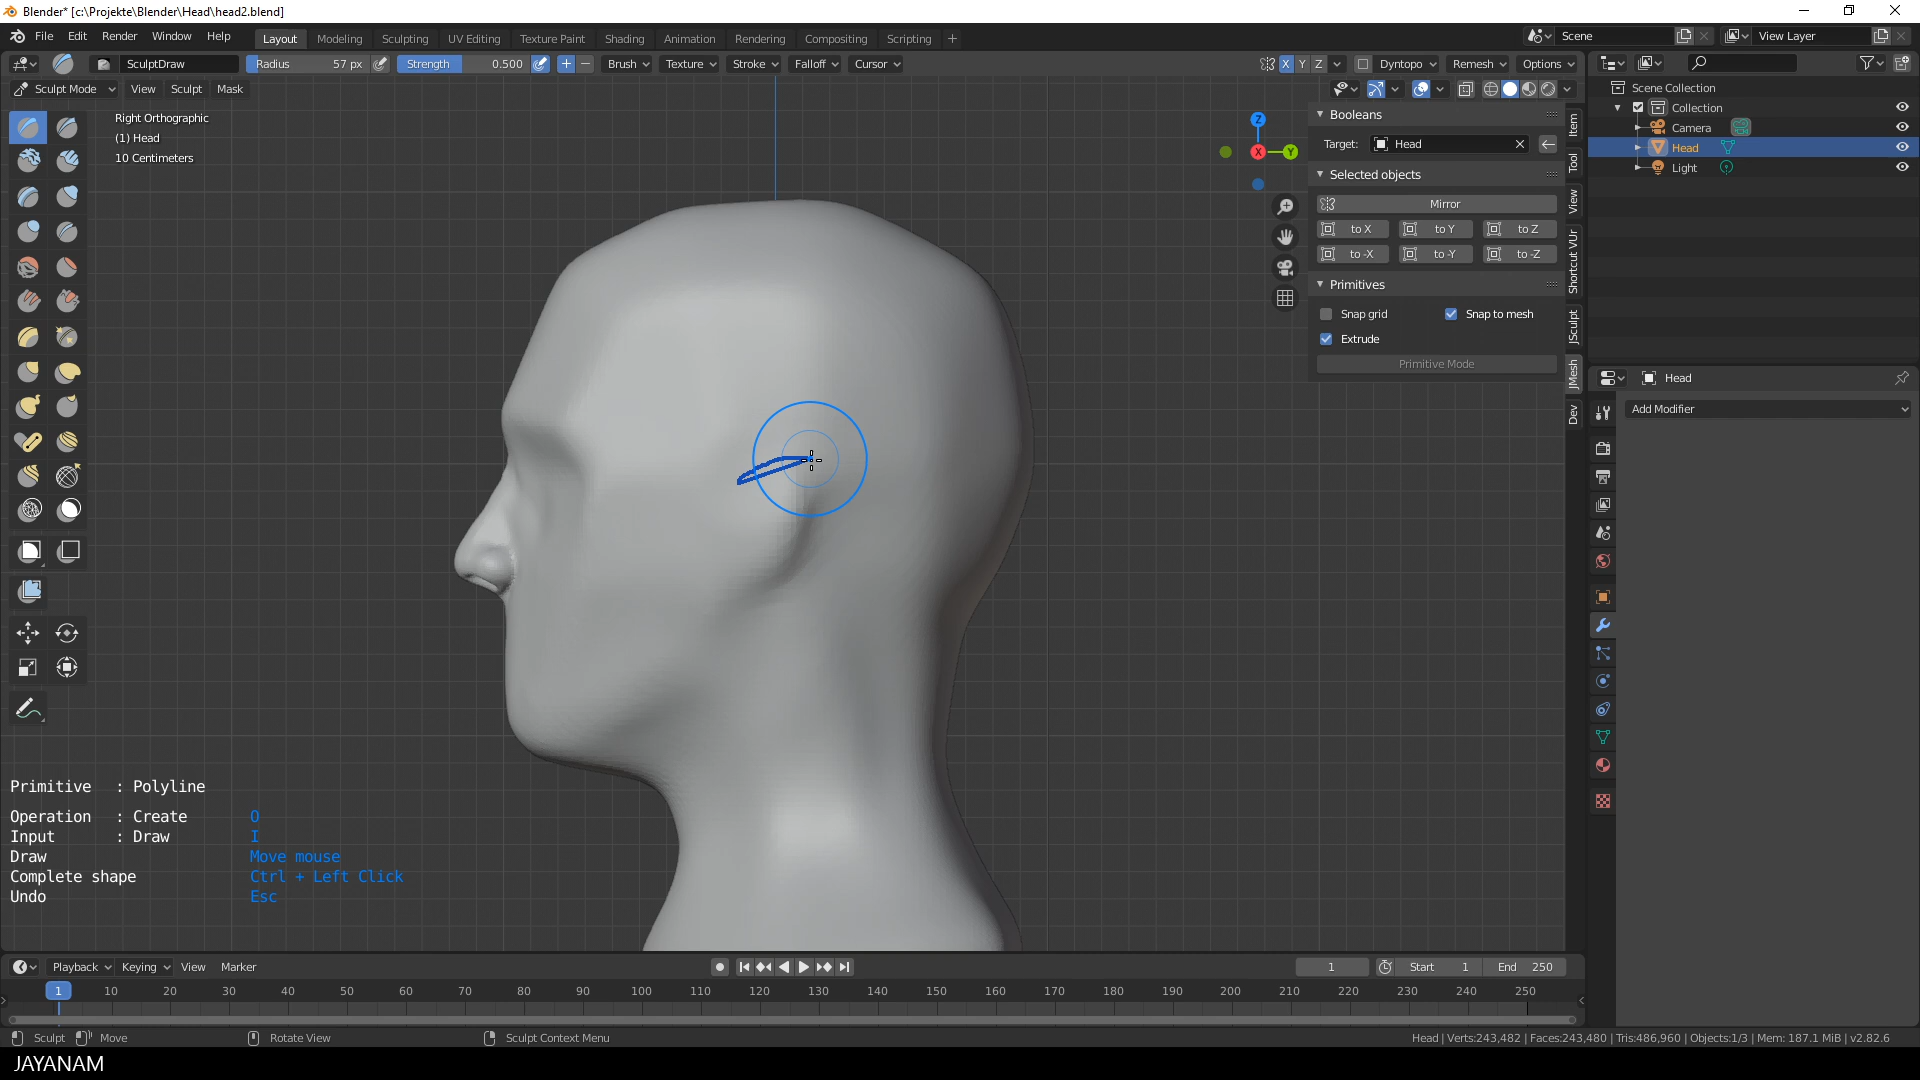 Blender* [c:\Projekte\Blender\Head\head2.blend]
File Edit Render Window Help Layout Modeling Sculpting UV Editing Texture Paint Shading Animation Rendering Compositing Scripting + Scene View Layer
SculptDraw Radius 57 px Strength 0.500 + − Brush Texture Stroke Falloff Cursor X Y Z Dyntopo Remesh Options
Sculpt Mode View Sculpt Mask
Right Orthographic
(1) Head
10 Centimeters
Z
X
Y
Booleans
Target: Head
Selected objects
Mirror
to X to Y to Z
to -X to -Y to -Z
Primitives
Snap grid Snap to mesh
Extrude
Primitive Mode
Item
Tool
View
Shortcut VUr
JSculpt
JMesh
Dev
Scene Collection
Collection
Camera
Head
Light
Head
Add Modifier
Primitive : Polyline
Operation : Create O
Input : Draw I
Draw Move mouse
Complete shape Ctrl + Left Click
Undo Esc
Playback Keying View Marker 1 Start 1 End 250
1 10 20 30 40 50 60 70 80 90 100 110 120 130 140 150 160 170 180 190 200 210 220 230 240 250
Sculpt Move Rotate View Sculpt Context Menu Head | Verts:243,482 | Faces:243,480 | Tris:486,960 | Objects:1/3 | Mem: 187.1 MiB | v2.82.6
JAYANAM